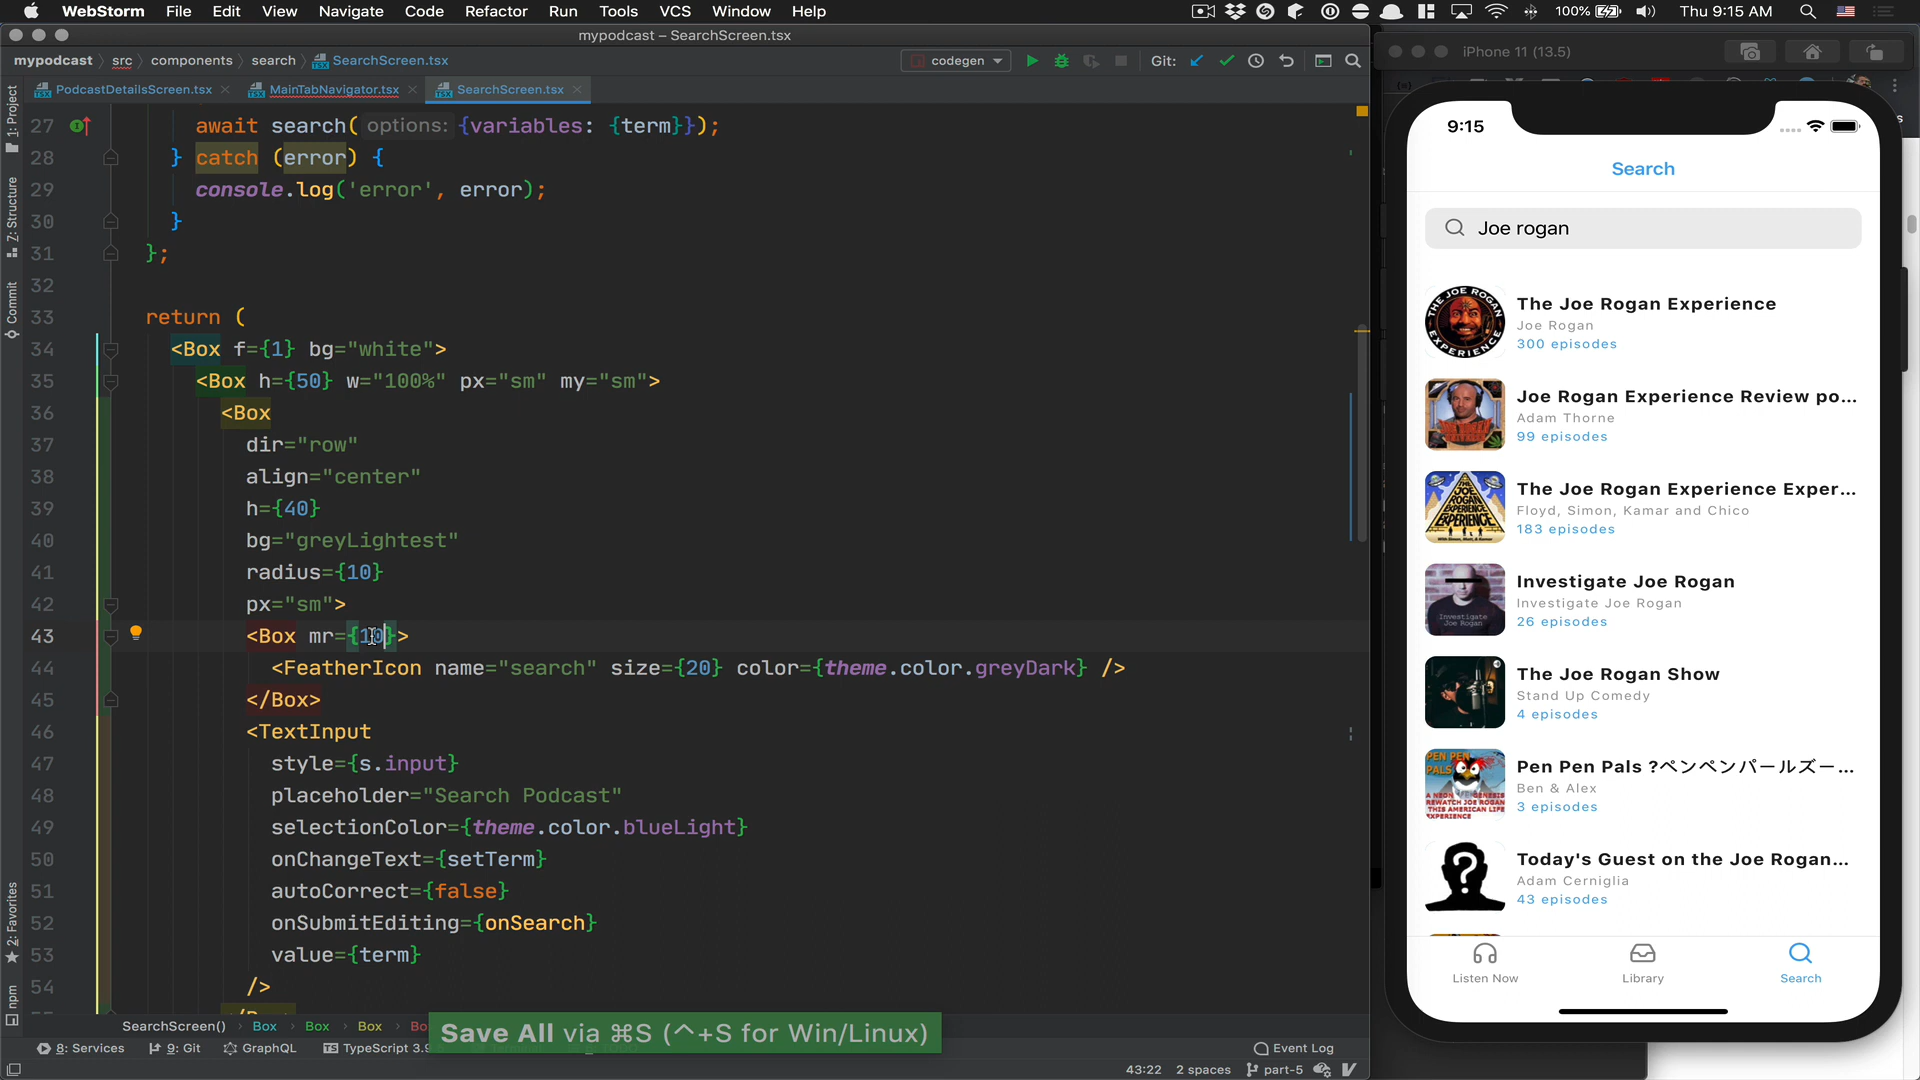 WebStorm File Edit View Navigate Code Refactor Run Tools VCS Window Help 100% Thu 9:15 AM
mypodcast – SearchScreen.tsx
mypodcast src components search SearchScreen.tsx codegen Git:
PodcastDetailsScreen.tsx MainTabNavigator.tsx SearchScreen.tsx
1: Project
7: Structure
Commit
2: Favorites
npm
27 await search( options: {variables: {term}});
28 } catch (error) {
29 console.log('error', error);
30 }
31 };
32
33 return (
34 <Box f={1} bg="white">
35 <Box h={50} w="100%" px="sm" my="sm">
36 <Box
37 dir="row"
38 align="center"
39 h={40}
40 bg="greyLightest"
41 radius={10}
42 px="sm">
43 <Box mr={10}>
44 <FeatherIcon name="search" size={20} color={theme.color.greyDark} />
45 </Box>
46 <TextInput
47 style={s.input}
48 placeholder="Search Podcast"
49 selectionColor={theme.color.blueLight}
50 onChangeText={setTerm}
51 autoCorrect={false}
52 onSubmitEditing={onSearch}
53 value={term}
54 />
SearchScreen() Box Box Box
Save All via ⌘S (^+S for Win/Linux)
8: Services 9: Git GraphQL TypeScript 3.9 Event Log
43:22 2 spaces part-5
iPhone 11 (13.5)
9:15
Search
Joe rogan
THE JOE ROGAN EXPERIENCE
The Joe Rogan Experience
Joe Rogan
300 episodes
Joe Rogan Experience Review po...
Adam Thorne
99 episodes
The Joe Rogan Experience Exper...
Floyd, Simon, Kamar and Chico
183 episodes
Investigate Joe Rogan
Investigate Joe Rogan
Investigate Joe Rogan
26 episodes
The Joe Rogan Show
Stand Up Comedy
4 episodes
Pen Pen Pals ?ペンペンパールズー...
Ben & Alex
3 episodes
Today's Guest on the Joe Rogan...
Adam Cerniglia
43 episodes
Listen Now Library Search